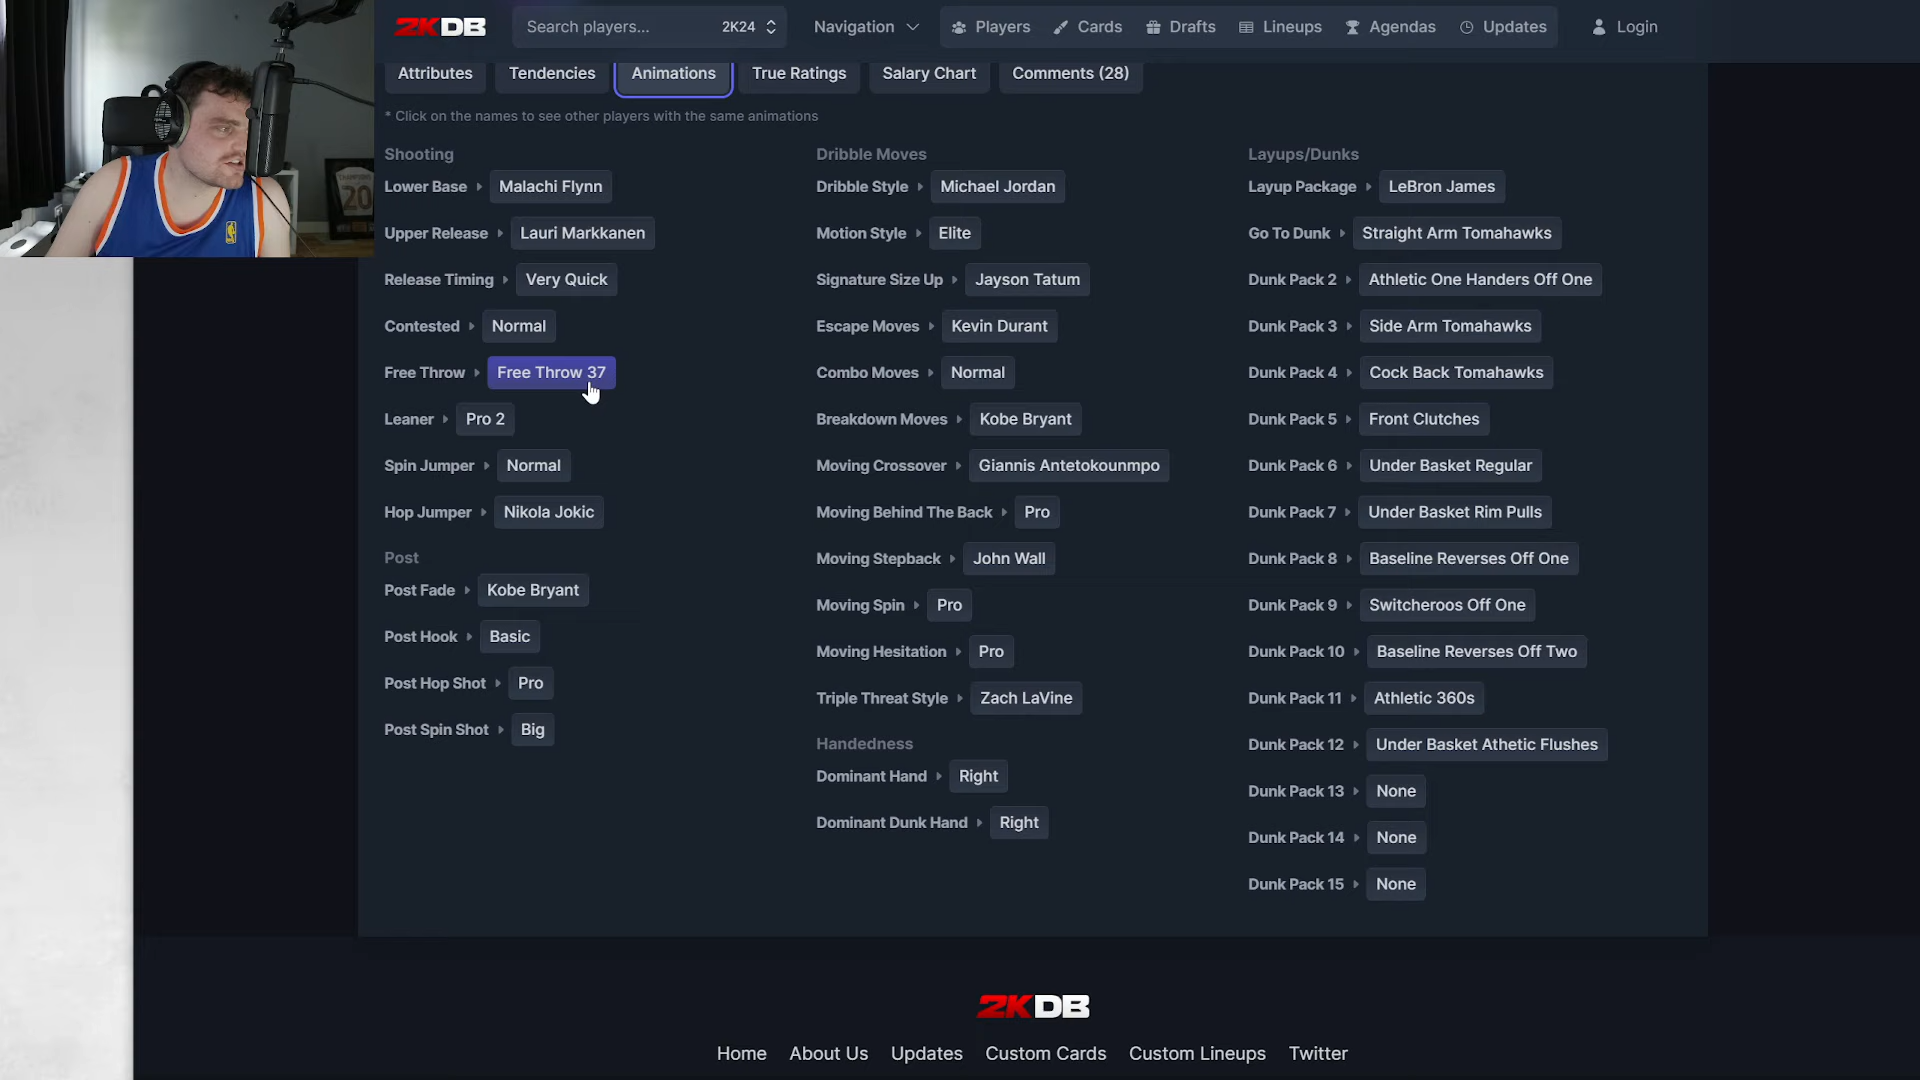 2KDB
Search players... 2K24
Navigation
Players
Cards
Drafts
Lineups
Agendas
Updates
Login
Attributes
Tendencies
Animations
True Ratings
Salary Chart
Comments (28)
* Click on the names to see other players with the same animations
Shooting
Lower Base Malachi Flynn
Upper Release Lauri Markkanen
Release Timing Very Quick
Contested Normal
Free Throw Free Throw 37
Leaner Pro 2
Spin Jumper Normal
Hop Jumper Nikola Jokic
Post
Post Fade Kobe Bryant
Post Hook Basic
Post Hop Shot Pro
Post Spin Shot Big
Dribble Moves
Dribble Style Michael Jordan
Motion Style Elite
Signature Size Up Jayson Tatum
Escape Moves Kevin Durant
Combo Moves Normal
Breakdown Moves Kobe Bryant
Moving Crossover Giannis Antetokounmpo
Moving Behind The Back Pro
Moving Stepback John Wall
Moving Spin Pro
Moving Hesitation Pro
Triple Threat Style Zach LaVine
Handedness
Dominant Hand Right
Dominant Dunk Hand Right
Layups/Dunks
Layup Package LeBron James
Go To Dunk Straight Arm Tomahawks
Dunk Pack 2 Athletic One Handers Off One
Dunk Pack 3 Side Arm Tomahawks
Dunk Pack 4 Cock Back Tomahawks
Dunk Pack 5 Front Clutches
Dunk Pack 6 Under Basket Regular
Dunk Pack 7 Under Basket Rim Pulls
Dunk Pack 8 Baseline Reverses Off One
Dunk Pack 9 Switcheroos Off One
Dunk Pack 10 Baseline Reverses Off Two
Dunk Pack 11 Athletic 360s
Dunk Pack 12 Under Basket Athetic Flushes
Dunk Pack 13 None
Dunk Pack 14 None
Dunk Pack 15 None
2KDB
Home About Us Updates Custom Cards Custom Lineups Twitter
20